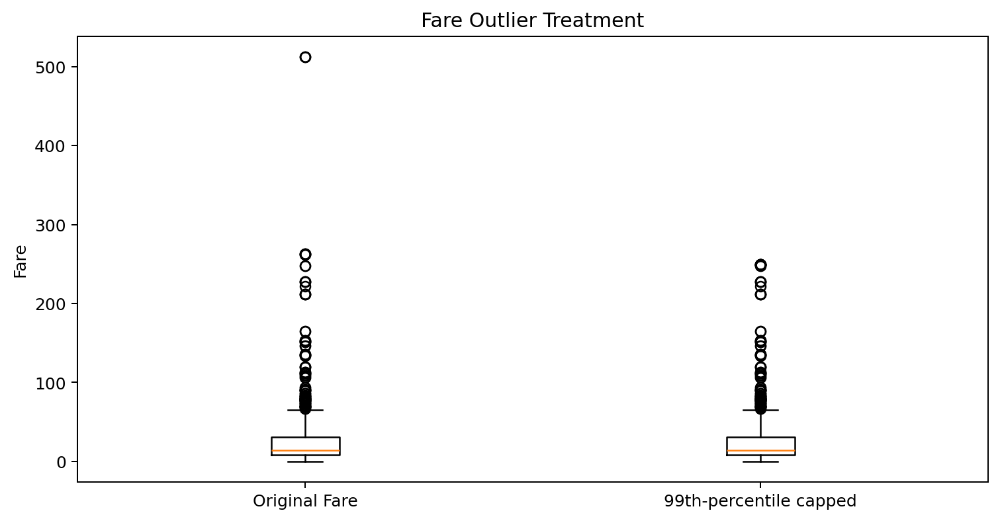 Fare Outlier Treatment
500
400
300
200
100
0
Fare
Original Fare
99th-percentile capped